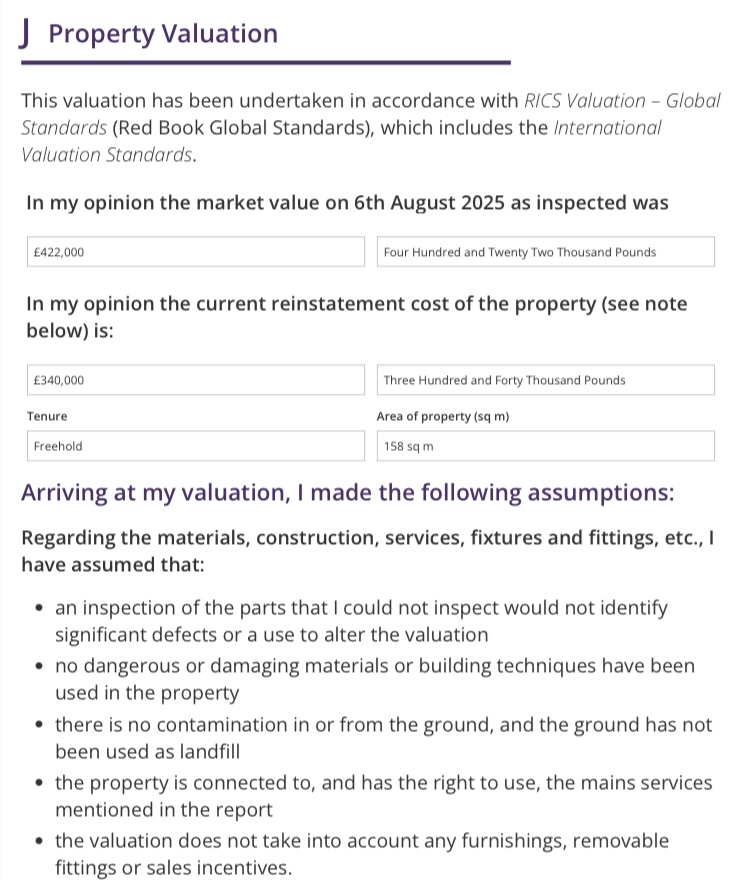 J Property Valuation
This valuation has been undertaken in accordance with RICS Valuation – Global
Standards (Red Book Global Standards), which includes the International
Valuation Standards.
In my opinion the market value on 6th August 2025 as inspected was
£422,000 Four Hundred and Twenty Two Thousand Pounds
In my opinion the current reinstatement cost of the property (see note
below) is:
£340,000 Three Hundred and Forty Thousand Pounds
Tenure Area of property (sq m)
Freehold 158 sq m
Arriving at my valuation, I made the following assumptions:
Regarding the materials, construction, services, fixtures and fittings, etc., I
have assumed that:
• an inspection of the parts that I could not inspect would not identify
significant defects or a use to alter the valuation
• no dangerous or damaging materials or building techniques have been
used in the property
• there is no contamination in or from the ground, and the ground has not
been used as landfill
• the property is connected to, and has the right to use, the mains services
mentioned in the report
• the valuation does not take into account any furnishings, removable
fittings or sales incentives.